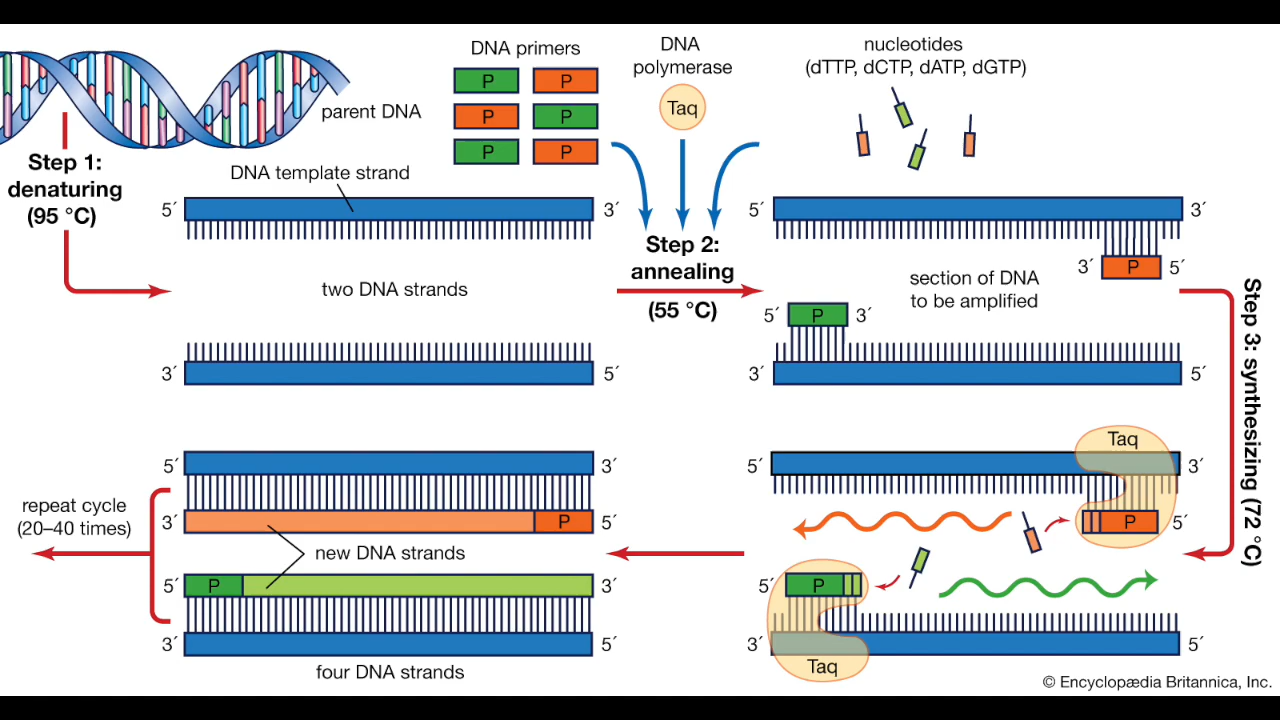 DNA primers
DNA
polymerase
nucleotides
(dTTP, dCTP, dATP, dGTP)
P P
P P
P P
Taq
parent DNA
Step 1:
denaturing
(95 °C)
DNA template strand
5´ 3´
two DNA strands
3´ 5´
Step 2:
annealing
(55 °C)
5´ 3´
3´ P 5´
section of DNA
to be amplified
5´ P 3´
3´ 5´
Step 3: synthesizing (72 °C)
Taq
5´ 3´
P 5´
5´ P
3´ 5´
Taq
5´ 3´
3´ P 5´
new DNA strands
5´ P 3´
3´ 5´
four DNA strands
repeat cycle
(20–40 times)
© Encyclopædia Britannica, Inc.